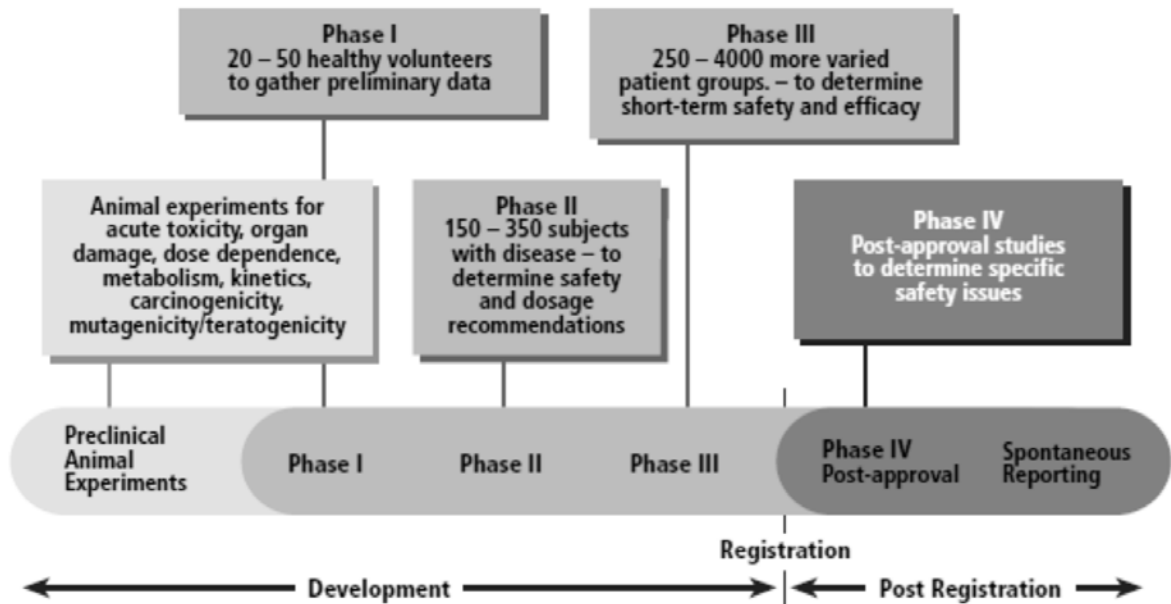 Phase I
20 – 50 healthy volunteers
to gather preliminary data
Phase III
250 – 4000 more varied
patient groups. – to determine
short-term safety and efficacy
Animal experiments for
acute toxicity, organ
damage, dose dependence,
metabolism, kinetics,
carcinogenicity,
mutagenicity/teratogenicity
Phase II
150 – 350 subjects
with disease – to
determine safety
and dosage
recommendations
Phase IV
Post-approval studies
to determine specific
safety issues
Preclinical
Animal
Experiments
Phase I
Phase II
Phase III
Phase IV
Post-approval
Spontaneous
Reporting
Registration
Development
Post Registration